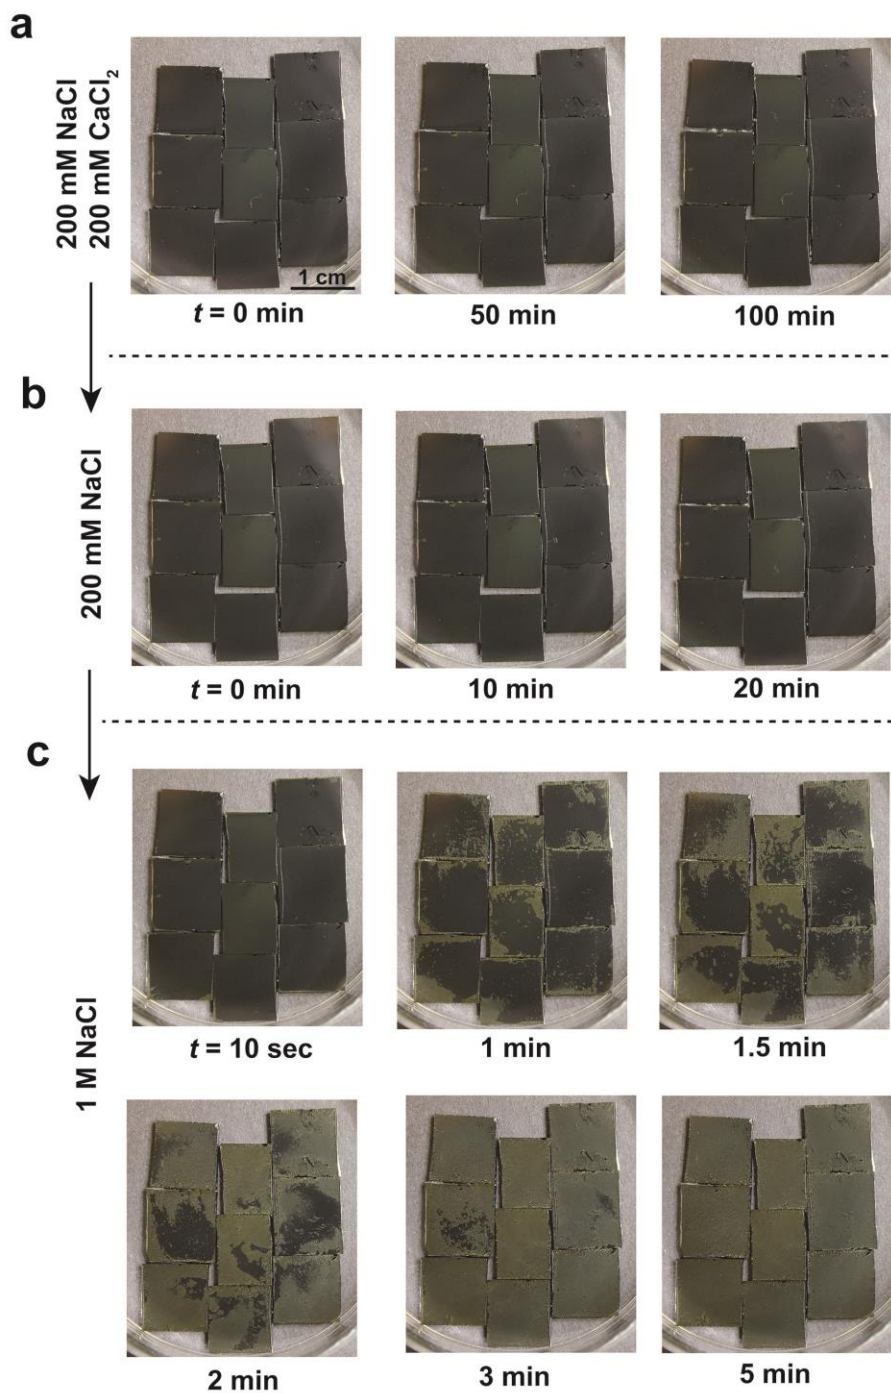 a
200 mM NaCl
200 mM CaCl₂
1 cm
t = 0 min
50 min
100 min
b
200 mM NaCl
t = 0 min
10 min
20 min
c
1 M NaCl
t = 10 sec
1 min
1.5 min
2 min
3 min
5 min